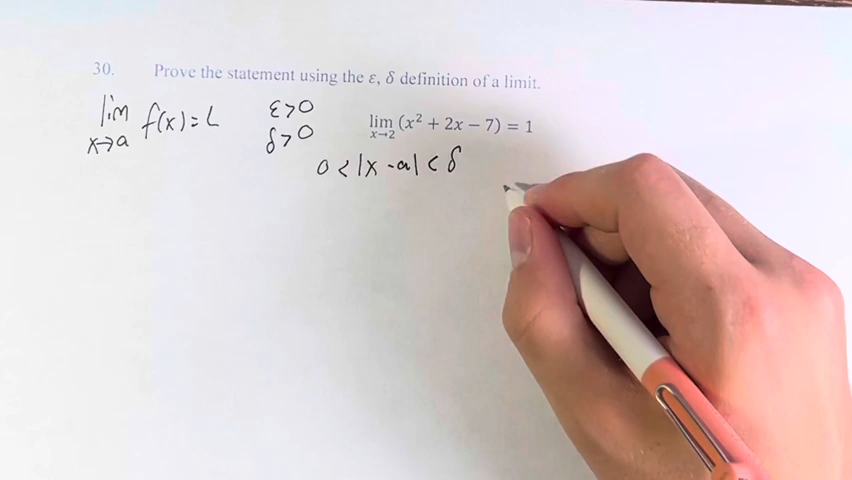 30. Prove the statement using the ε, δ definition of a limit.
lim x→a f(x) = L
ε>0
δ>0
lim x→2 (x² + 2x − 7) = 1
0 < |x - a| < δ